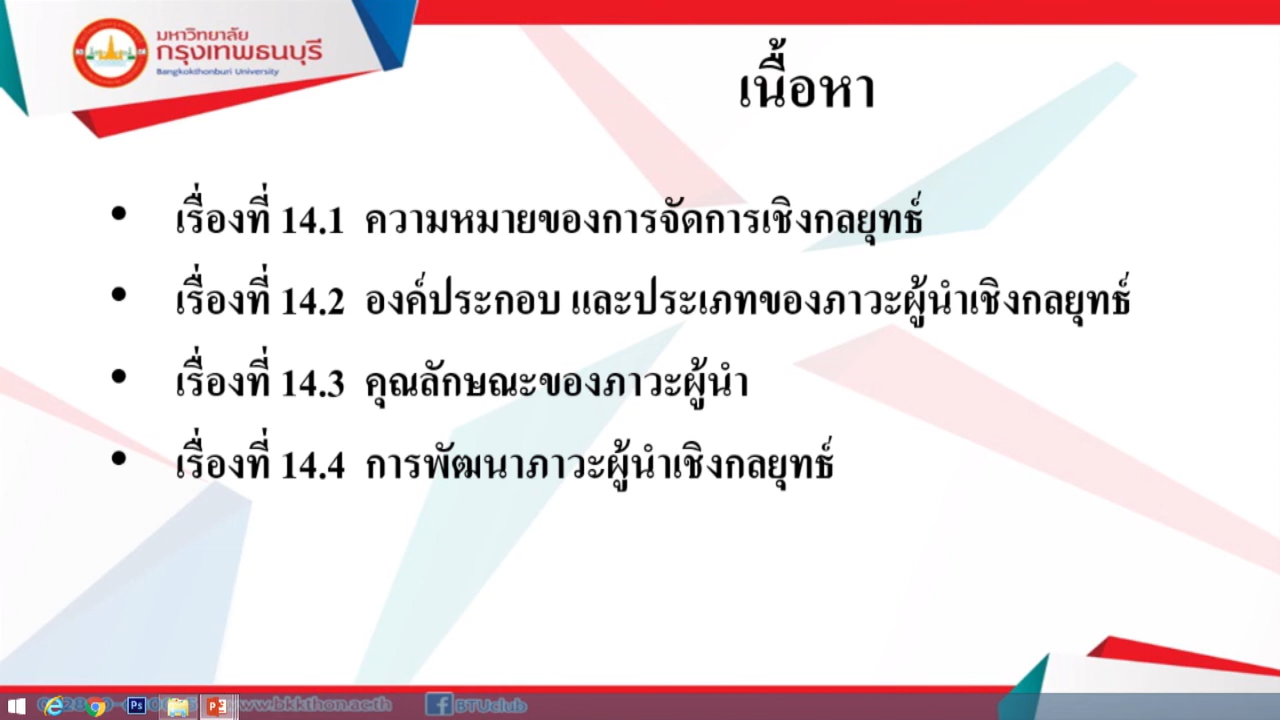 มหาวิทยาลัย
กรุงเทพธนบุรี
Bangkokthonburi University
เนื้อหา
• เรื่องที่ 14.1 ความหมายของการจัดการเชิงกลยุทธ์
• เรื่องที่ 14.2 องค์ประกอบ และประเภทของภาวะผู้นำเชิงกลยุทธ์
• เรื่องที่ 14.3 คุณลักษณะของภาวะผู้นำ
• เรื่องที่ 14.4 การพัฒนาภาวะผู้นำเชิงกลยุทธ์
www.bkkthon.ac.th BTUclub